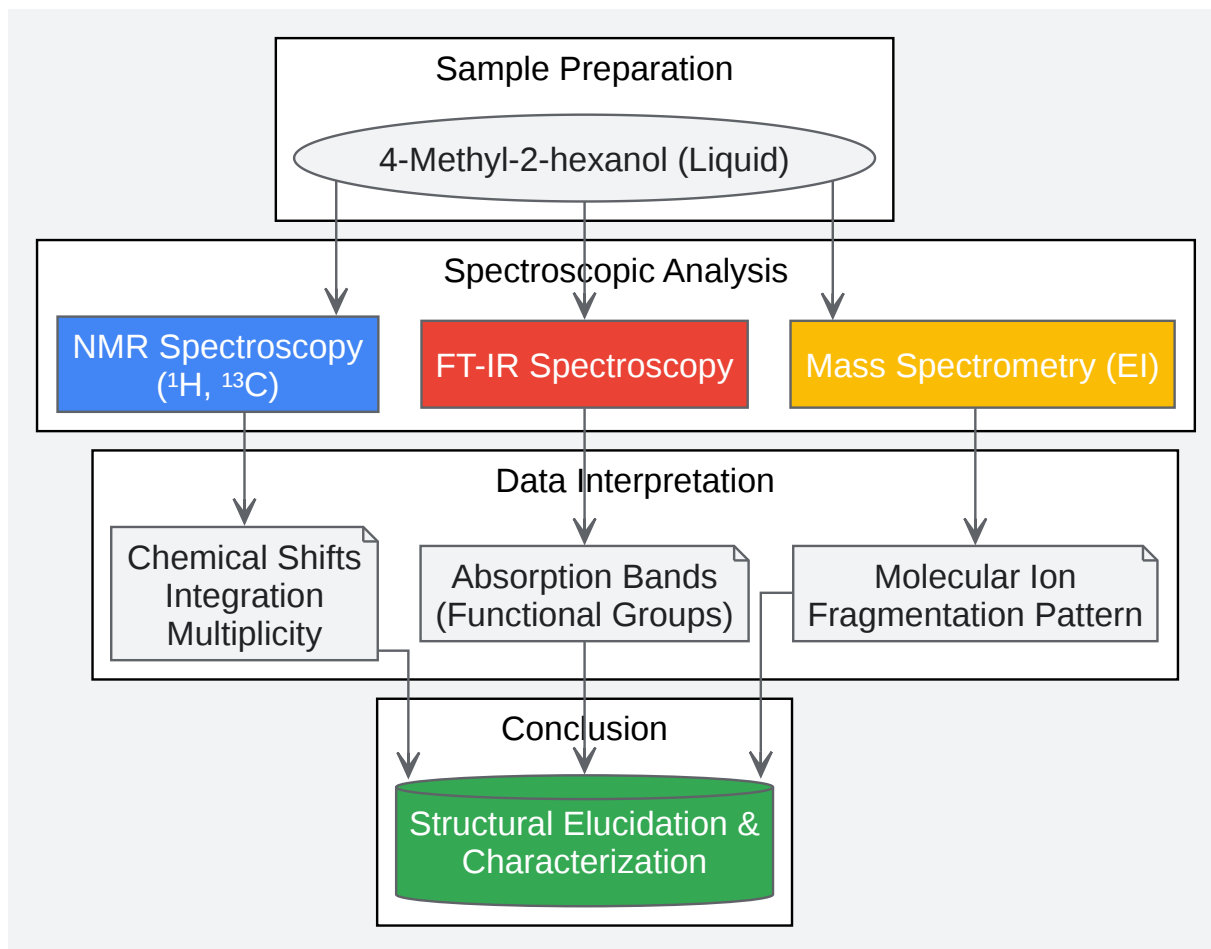 Sample Preparation
4-Methyl-2-hexanol (Liquid)
Spectroscopic Analysis
NMR Spectroscopy
(¹H, ¹³C)
FT-IR Spectroscopy
Mass Spectrometry (EI)
Data Interpretation
Chemical Shifts
Integration
Multiplicity
Absorption Bands
(Functional Groups)
Molecular Ion
Fragmentation Pattern
Conclusion
Structural Elucidation &
Characterization